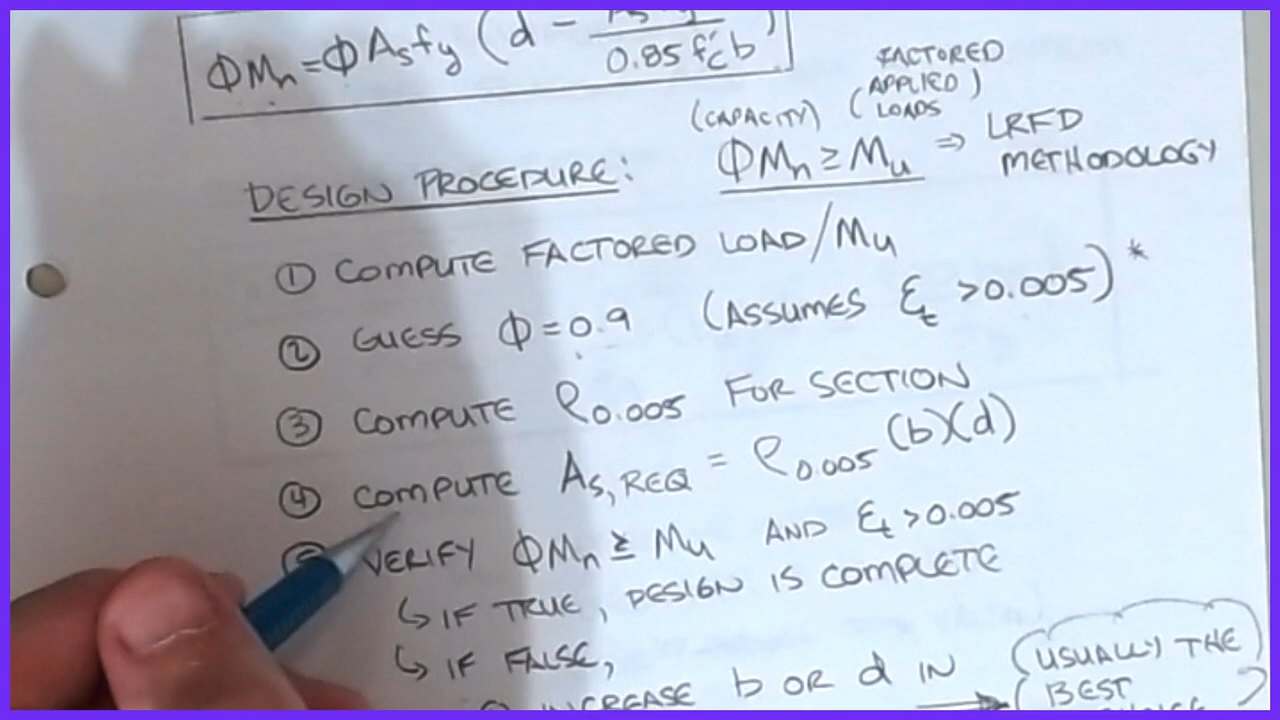 ΦMn = ΦAsfy (d - 
0.85 f'c b )
FACTORED
(CAPACITY) (APPLIED)
LOADS
DESIGN PROCEDURE: ΦMn ≥ Mu ⇒ LRFD
METHODOLOGY
① COMPUTE FACTORED LOAD/Mu
② GUESS Φ = 0.9 (ASSUMES εt > 0.005)*
③ COMPUTE ρ0.005 FOR SECTION
④ COMPUTE As,REQ = ρ0.005 (b)(d)
VERIFY ΦMn ≥ Mu AND εt > 0.005
↳ IF TRUE, DESIGN IS COMPLETE
↳ IF FALSE,
INCREASE b OR d IN → (USUALLY THE
BEST